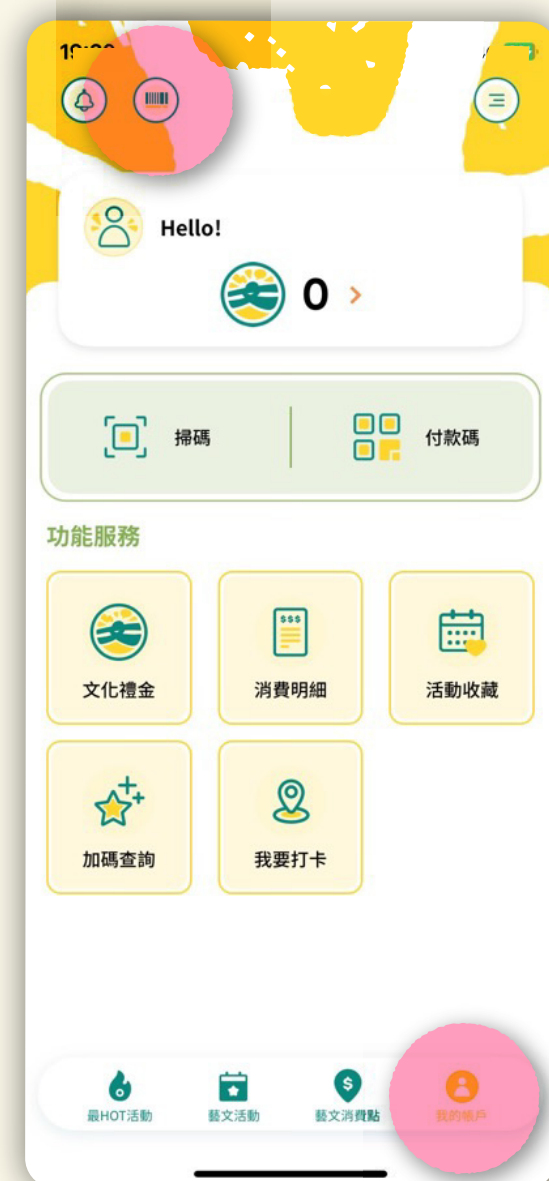 Hello!
0
掃碼
付款碼
功能服務
文化禮金
$$$
消費明細
活動收藏
加碼查詢
我要打卡
$
最HOT活動
藝文活動
藝文消費點
我的帳戶